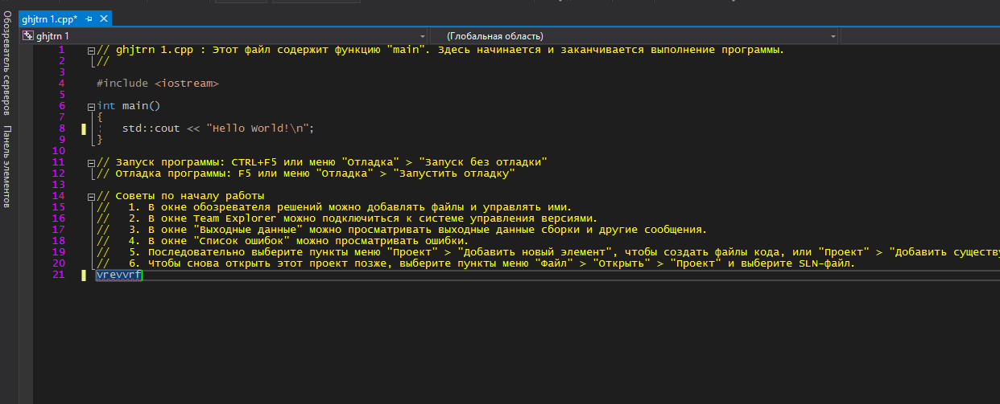 Обозреватель серверов
Панель элементов
ghjtrn 1.cpp*
ghjtrn 1
(Глобальная область)
1 // ghjtrn 1.cpp : Этот файл содержит функцию "main". Здесь начинается и заканчивается выполнение программы.
2 //
3
4 #include <iostream>
5
6 int main()
7 {
8 std::cout << "Hello World!\n";
9 }
10
11 // Запуск программы: CTRL+F5 или меню "Отладка" > "Запуск без отладки"
12 // Отладка программы: F5 или меню "Отладка" > "Запустить отладку"
13
14 // Советы по началу работы
15 //   1. В окне обозревателя решений можно добавлять файлы и управлять ими.
16 //   2. В окне Team Explorer можно подключиться к системе управления версиями.
17 //   3. В окне "Выходные данные" можно просматривать выходные данные сборки и другие сообщения.
18 //   4. В окне "Список ошибок" можно просматривать ошибки.
19 //   5. Последовательно выберите пункты меню "Проект" > "Добавить новый элемент", чтобы создать файлы кода, или "Проект" > "Добавить существу
20 //   6. Чтобы снова открыть этот проект позже, выберите пункты меню "Файл" > "Открыть" > "Проект" и выберите SLN-файл.
21 vrevvrf